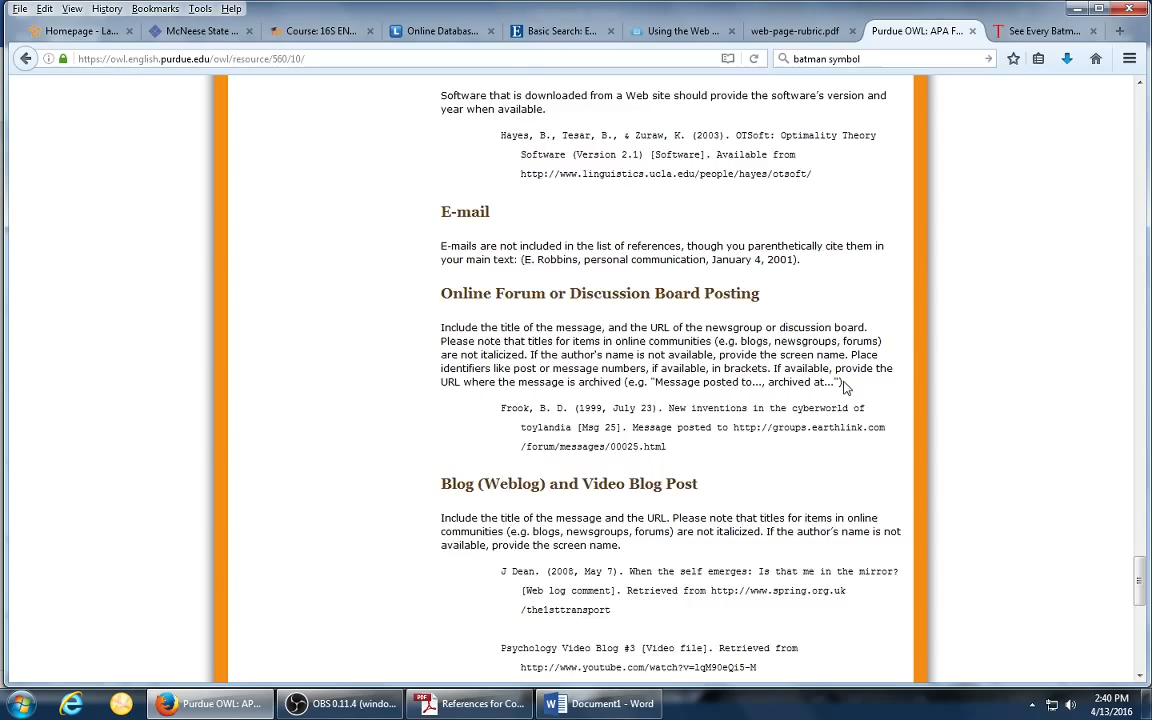 File Edit View History Bookmarks Tools Help
Homepage - La...
McNeese State ...
Course: 16S EN...
Online Databas...
Basic Search: E...
Using the Web ...
web-page-rubric.pdf
Purdue OWL: APA F...
See Every Batm...
https://owl.english.purdue.edu/owl/resource/560/10/
batman symbol
Software that is downloaded from a Web site should provide the software's version and
year when available.
Hayes, B., Tesar, B., & Zuraw, K. (2003). OTSoft: Optimality Theory
Software (Version 2.1) [Software]. Available from
http://www.linguistics.ucla.edu/people/hayes/otsoft/
E-mail
E-mails are not included in the list of references, though you parenthetically cite them in
your main text: (E. Robbins, personal communication, January 4, 2001).
Online Forum or Discussion Board Posting
Include the title of the message, and the URL of the newsgroup or discussion board.
Please note that titles for items in online communities (e.g. blogs, newsgroups, forums)
are not italicized. If the author's name is not available, provide the screen name. Place
identifiers like post or message numbers, if available, in brackets. If available, provide the
URL where the message is archived (e.g. "Message posted to..., archived at...").
Frook, B. D. (1999, July 23). New inventions in the cyberworld of
toylandia [Msg 25]. Message posted to http://groups.earthlink.com
/forum/messages/00025.html
Blog (Weblog) and Video Blog Post
Include the title of the message and the URL. Please note that titles for items in online
communities (e.g. blogs, newsgroups, forums) are not italicized. If the author's name is not
available, provide the screen name.
J Dean. (2008, May 7). When the self emerges: Is that me in the mirror?
[Web log comment]. Retrieved from http://www.spring.org.uk
/the1sttransport
Psychology Video Blog #3 [Video file]. Retrieved from
http://www.youtube.com/watch?v=lqM90eQi5-M
Purdue OWL: AP...
OBS 0.11.4 (windo...
References for Co...
Document1 - Word
2:40 PM
4/13/2016